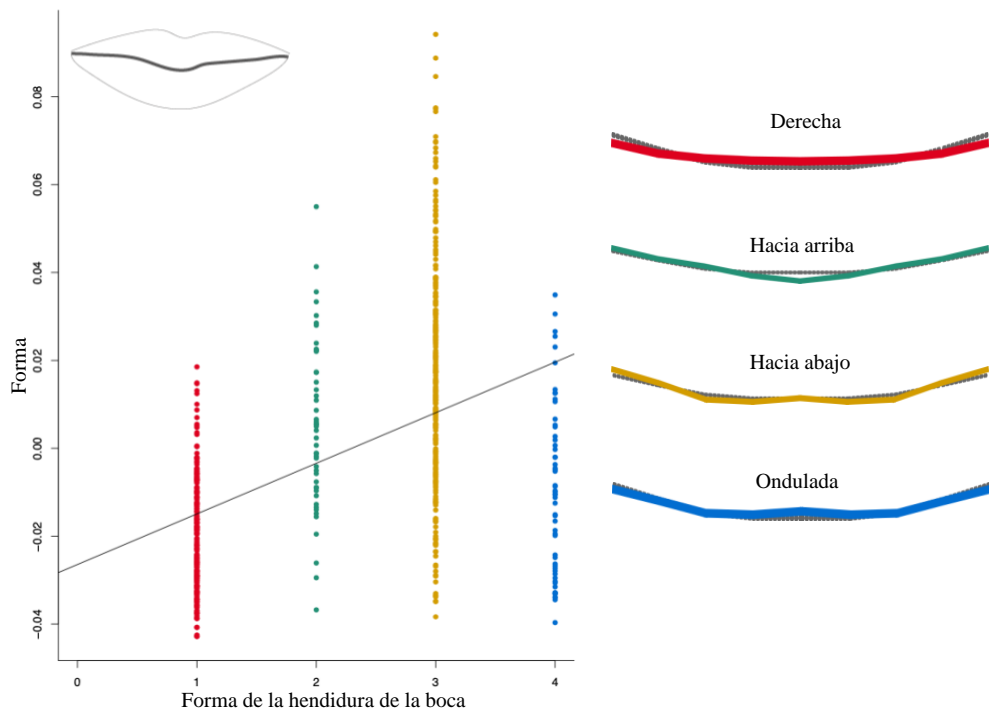 0.08
0.06
0.04
0.02
0.00
−0.02
−0.04
Forma
0
1
2
3
4
Forma de la hendidura de la boca
Derecha
Hacia arriba
Hacia abajo
Ondulada